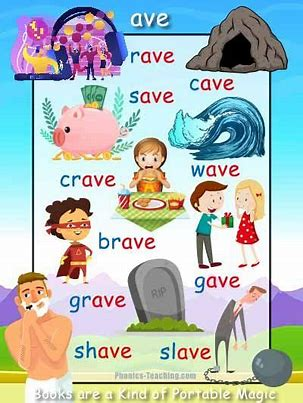 ave
rave
cave
save
crave
wave
brave
gave
grave
RIP
shave
slave
Phonics-Teaching.com
Books are a Kind of Portable Magic